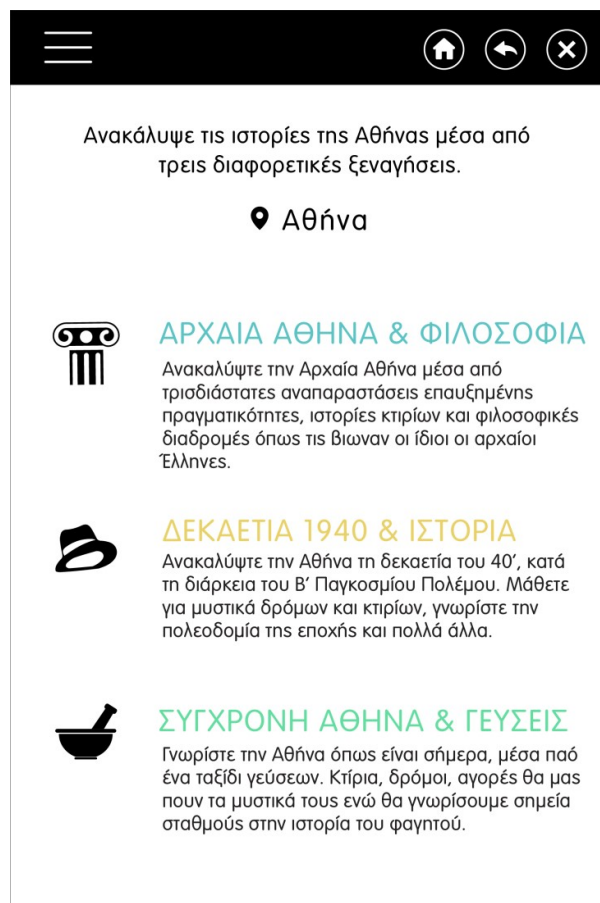 Ανακάλυψε τις ιστορίες της Αθήνας μέσα από
τρεις διαφορετικές ξεναγήσεις.
Αθήνα
ΑΡΧΑΙΑ ΑΘΗΝΑ & ΦΙΛΟΣΟΦΙΑ
Ανακαλύψτε την Αρχαία Αθήνα μέσα από
τρισδιάστατες αναπαραστάσεις επαυξημένης
πραγματικότητες, ιστορίες κτιρίων και φιλοσοφικές
διαδρομές όπως τις βιωναν οι ίδιοι οι αρχαίοι
Έλληνες.
ΔΕΚΑΕΤΙΑ 1940 & ΙΣΤΟΡΙΑ
Ανακαλύψτε την Αθήνα τη δεκαετία του 40’, κατά
τη διάρκεια του Β’ Παγκοσμίου Πολέμου. Μάθετε
για μυστικά δρόμων και κτιρίων, γνωρίστε την
πολεοδομία της εποχής και πολλά άλλα.
ΣΥΓΧΡΟΝΗ ΑΘΗΝΑ & ΓΕΥΣΕΙΣ
Γνωρίστε την Αθήνα όπως είναι σήμερα, μέσα παό
ένα ταξίδι γεύσεων. Κτίρια, δρόμοι, αγορές θα μας
πουν τα μυστικά τους ενώ θα γνωρίσουμε σημεία
σταθμούς στην ιστορία του φαγητού.